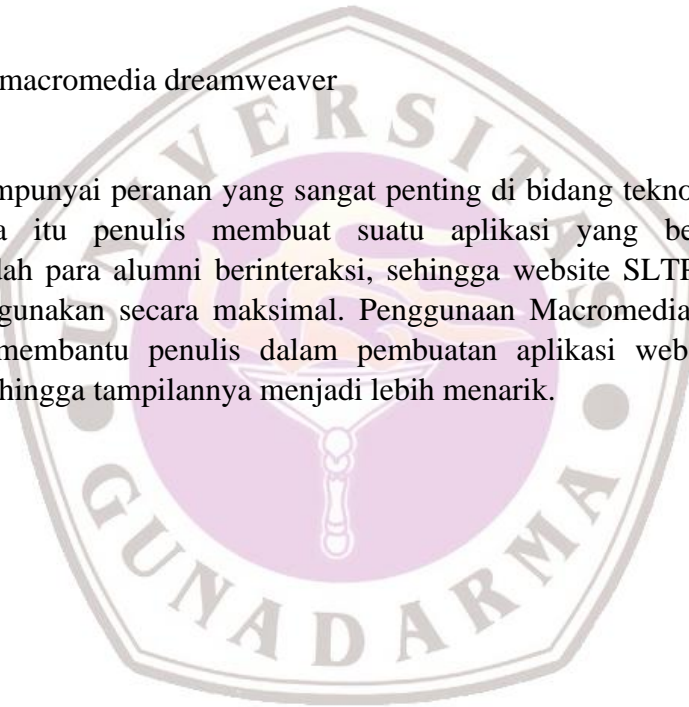 macromedia dreamweaver
mpunyai peranan yang sangat penting di bidang tekno
a itu penulis membuat suatu aplikasi yang be
lah para alumni berinteraksi, sehingga website SLTP
gunakan secara maksimal. Penggunaan Macromedia
membantu penulis dalam pembuatan aplikasi web
hingga tampilannya menjadi lebih menarik.
UNIVERSITAS
GUNADARMA